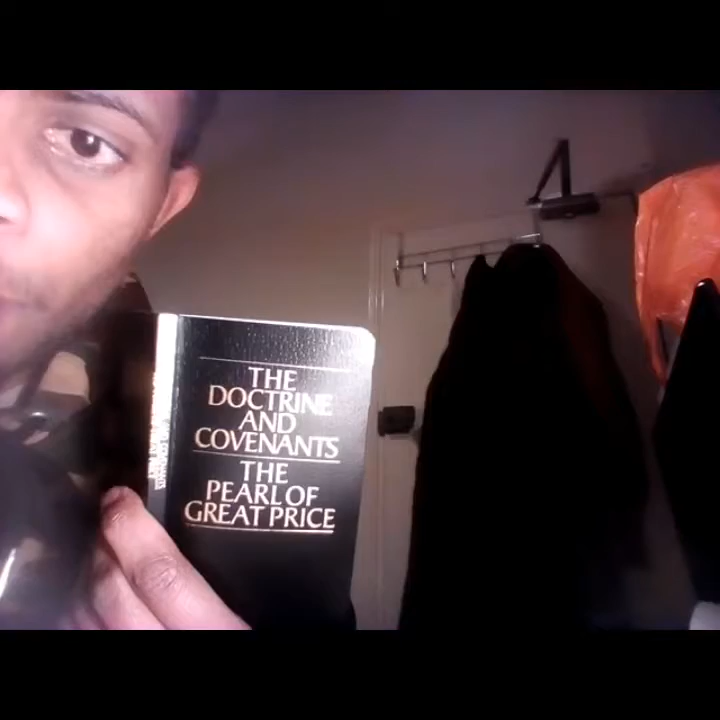 THE
DOCTRINE
AND
COVENANTS
THE
PEARL OF
GREAT PRICE